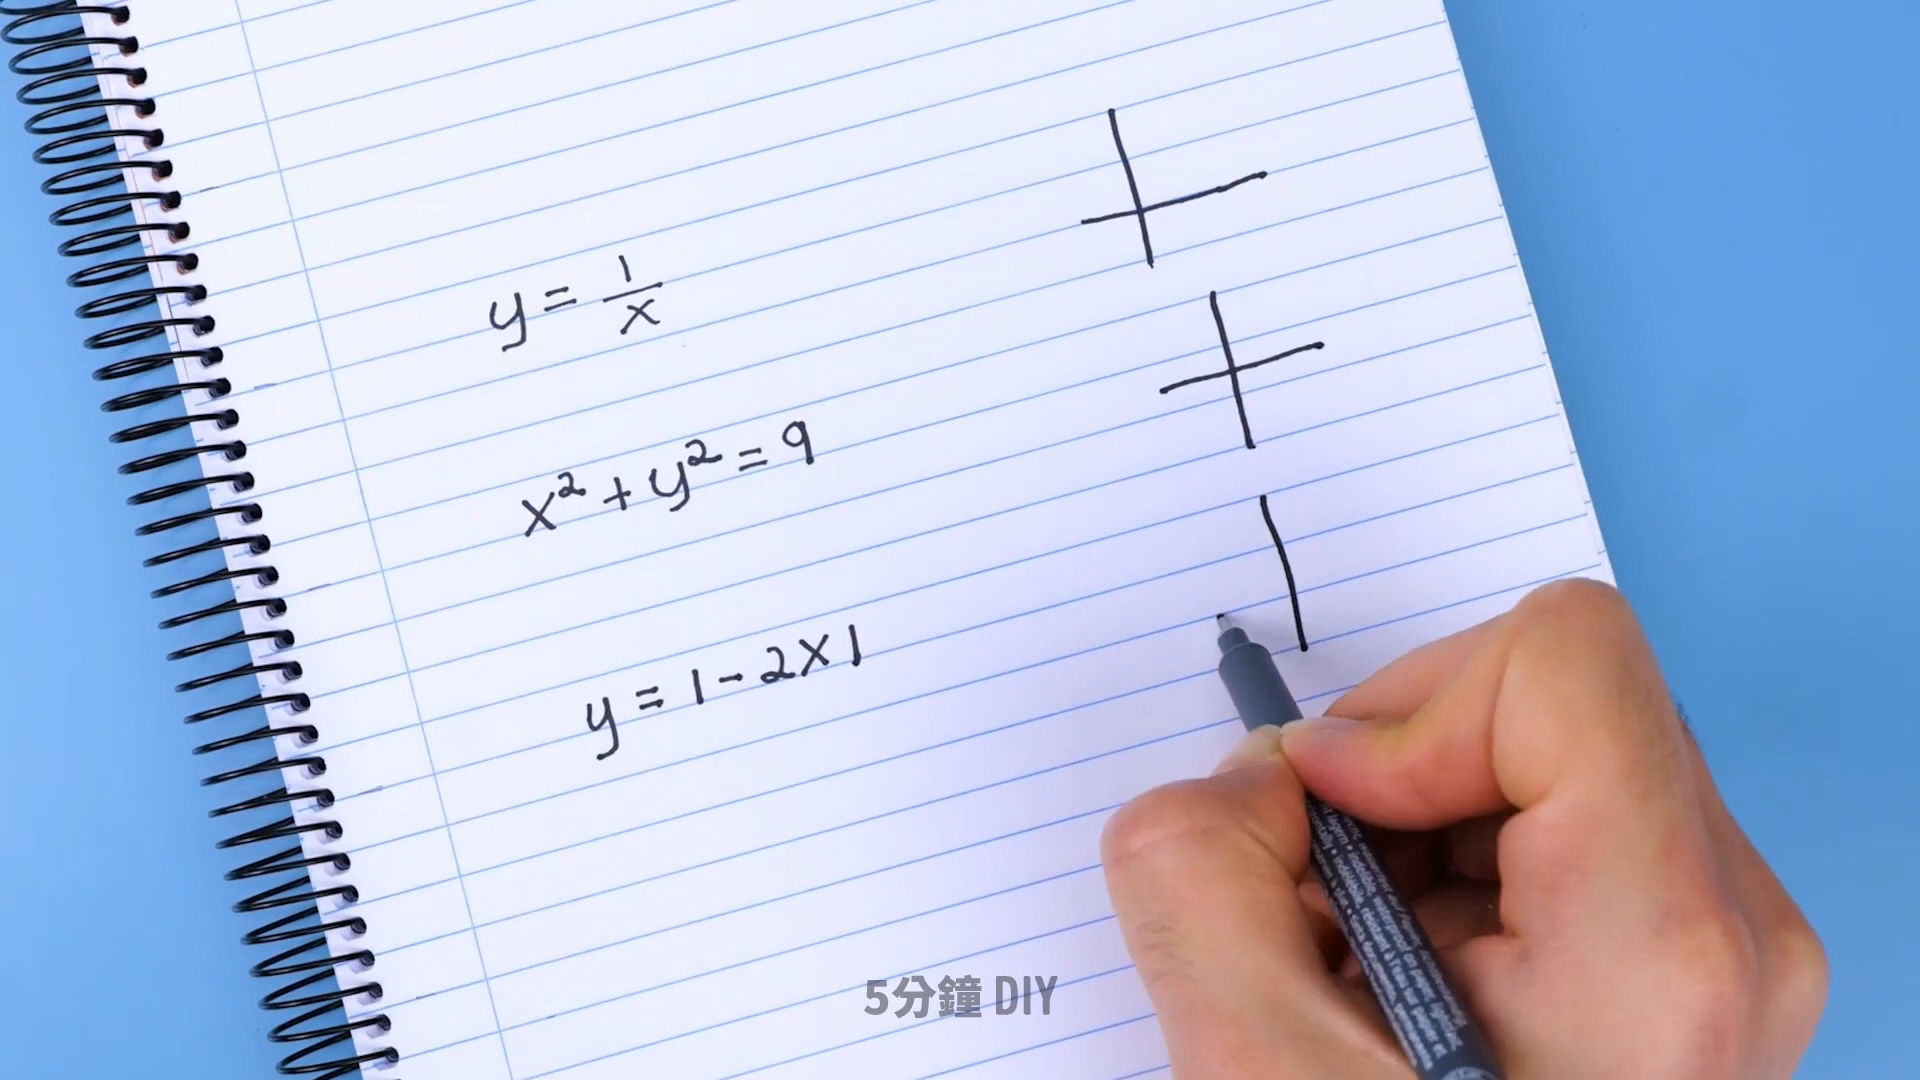 y = 1/x
x² + y² = 9
y = 1 - 2x1
5分鐘 DIY